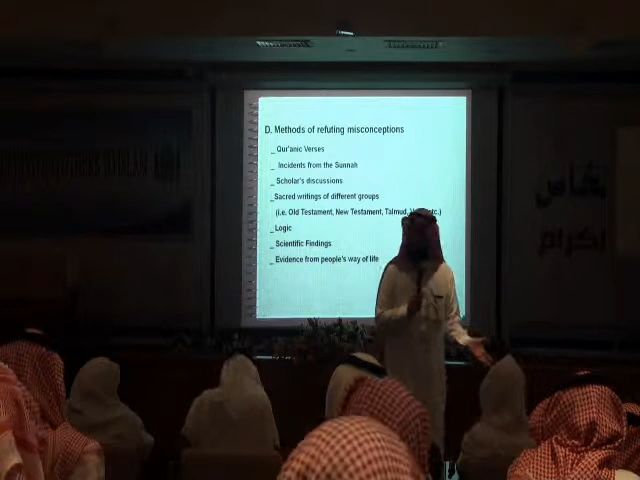 D. Methods of refuting misconceptions
_ Qur'anic Verses
_ Incidents from the Sunnah
_ Scholar's discussions
_Sacred writings of different groups
(i.e. Old Testament, New Testament, Talmud, etc.)
_ Logic
_ Scientific Findings
_ Evidence from people's way of life